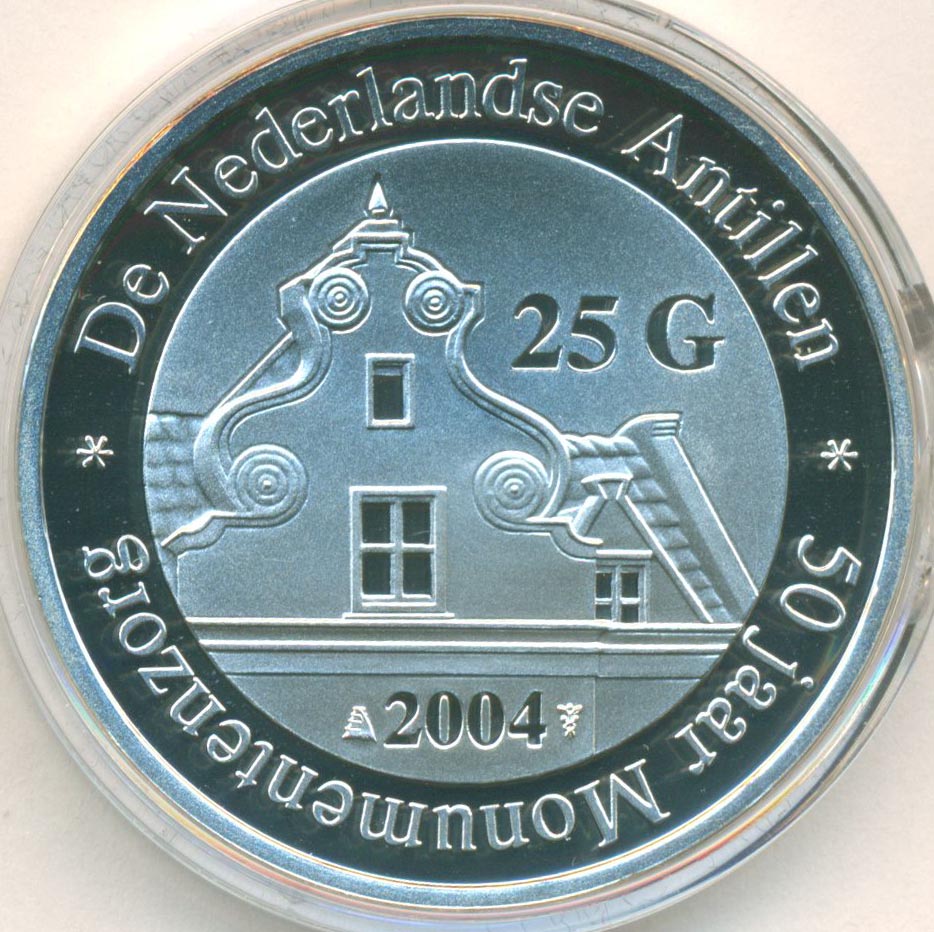 De Nederlandse Antillen
* 50 jaar Monumentenzorg *
25 G
2004